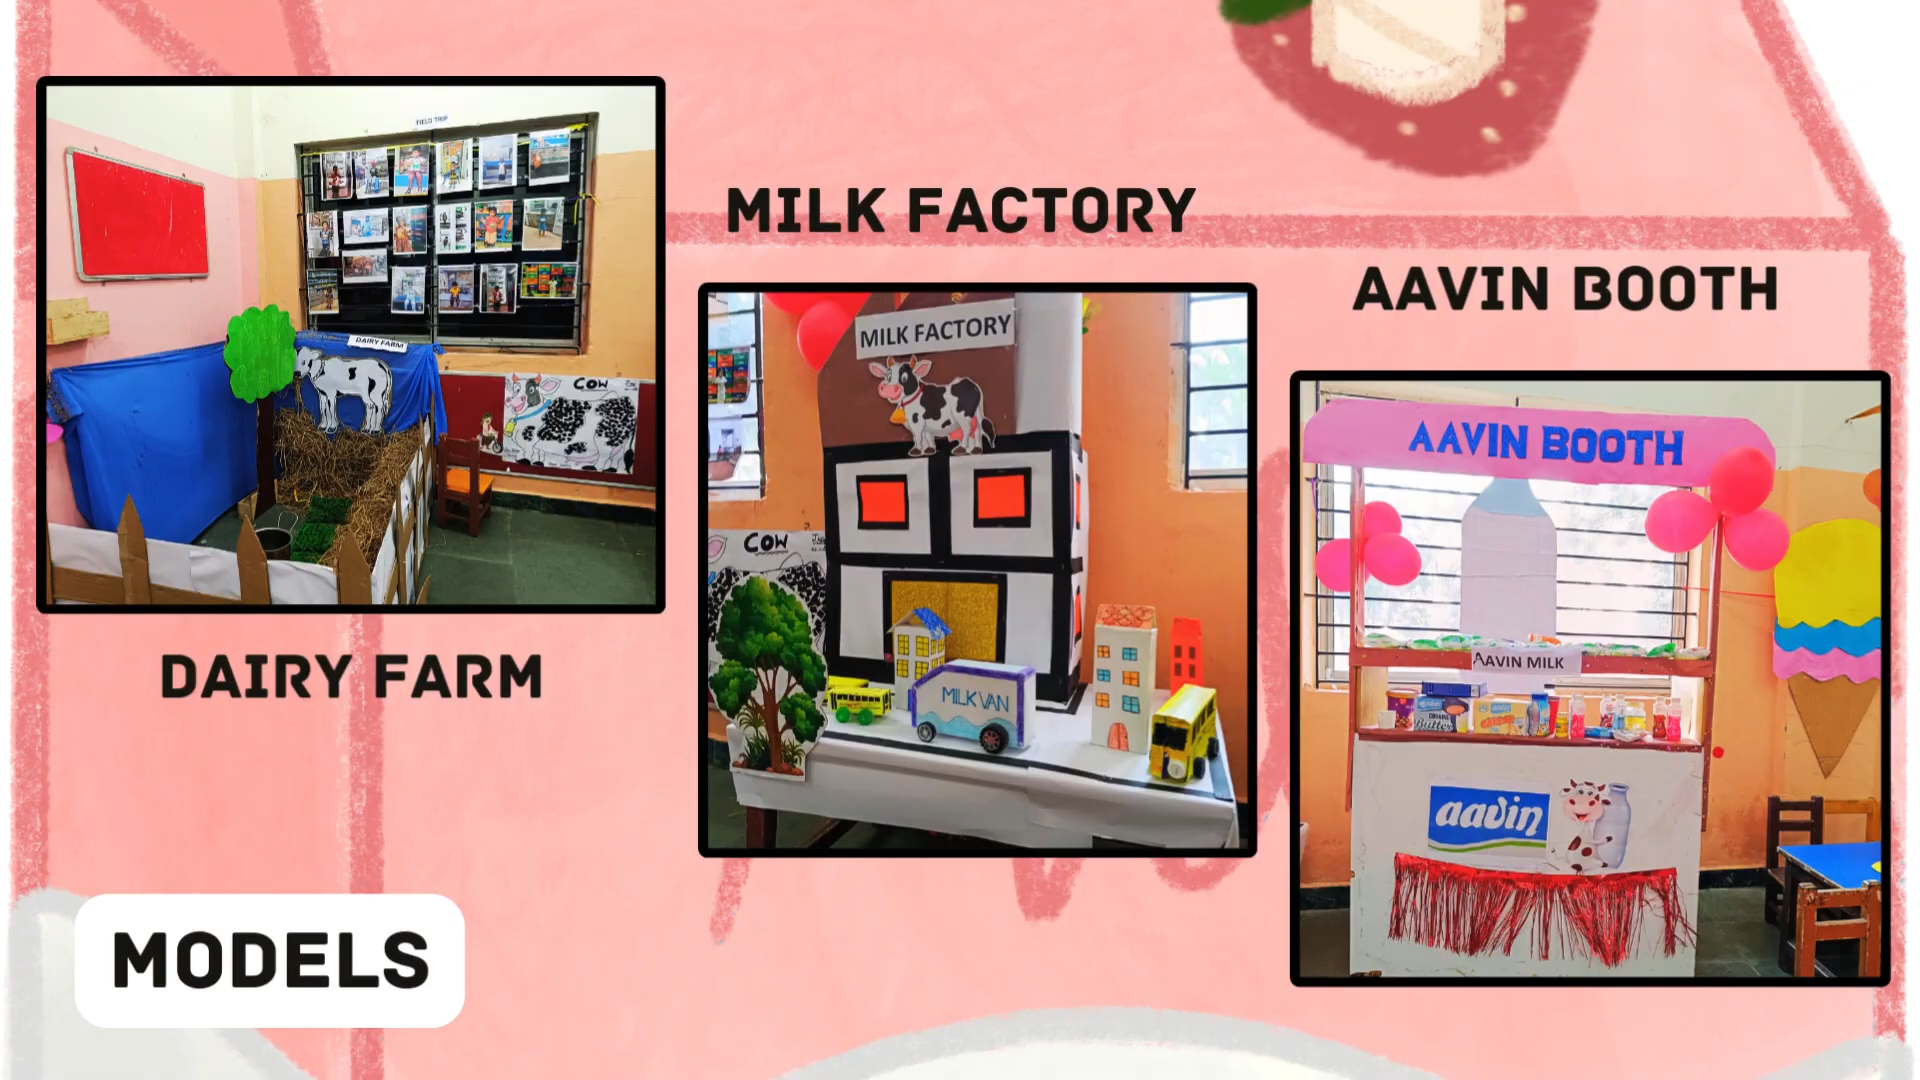 FIELD TRIP
DAIRY FARM
COW
DAIRY FARM
MILK FACTORY
MILK FACTORY
COW
MILK VAN
AAVIN BOOTH
AAVIN BOOTH
AAVIN MILK
Butter
aavin
MODELS